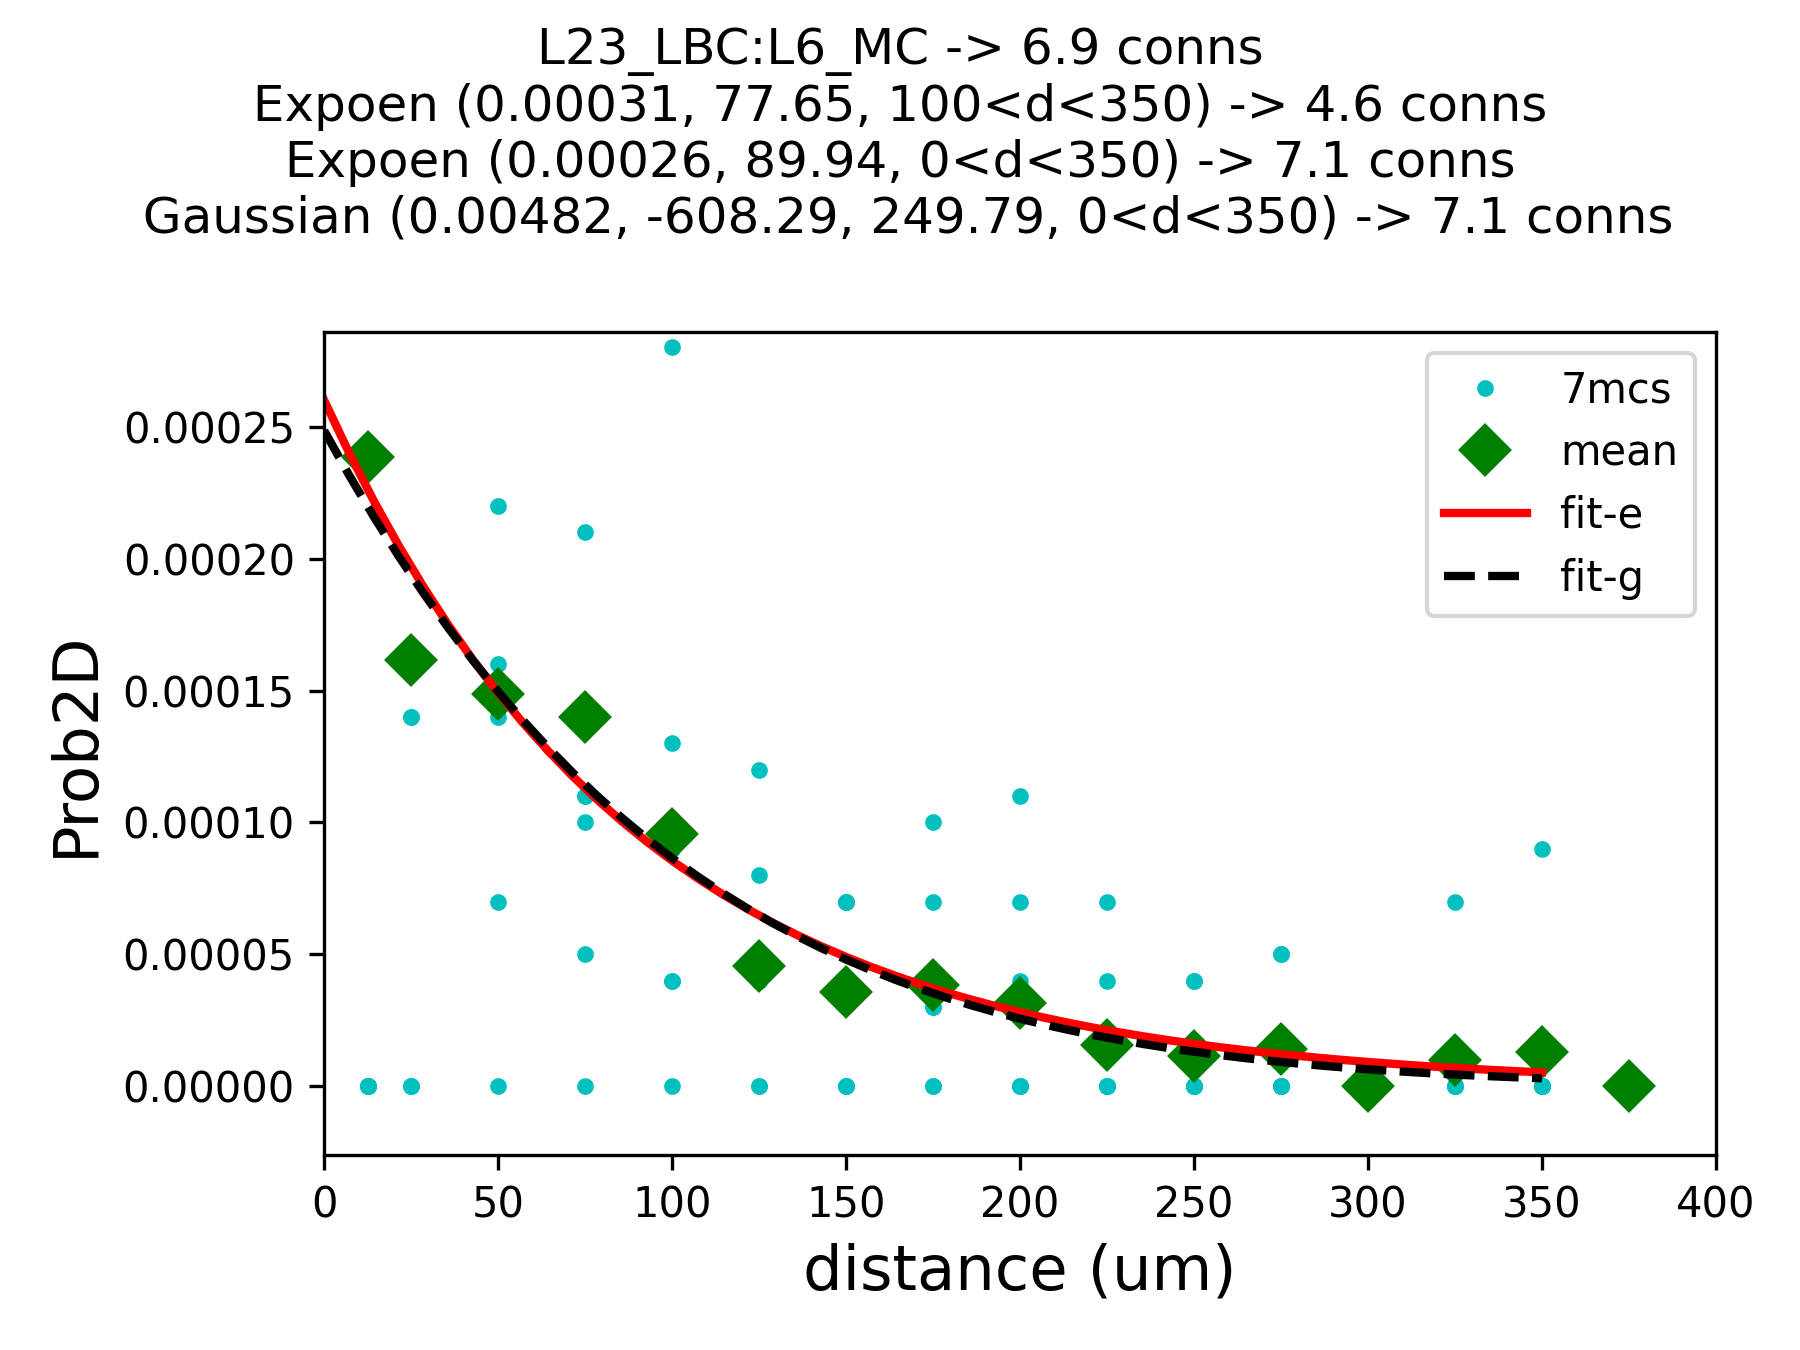 L23_LBC:L6_MC -> 6.9 conns
Expoen (0.00031, 77.65, 100<d<350) -> 4.6 conns
Expoen (0.00026, 89.94, 0<d<350) -> 7.1 conns
Gaussian (0.00482, -608.29, 249.79, 0<d<350) -> 7.1 conns
7mcs
mean
fit-e
fit-g
Prob2D
0.00025
0.00020
0.00015
0.00010
0.00005
0.00000
0 50 100 150 200 250 300 350 400
distance (um)